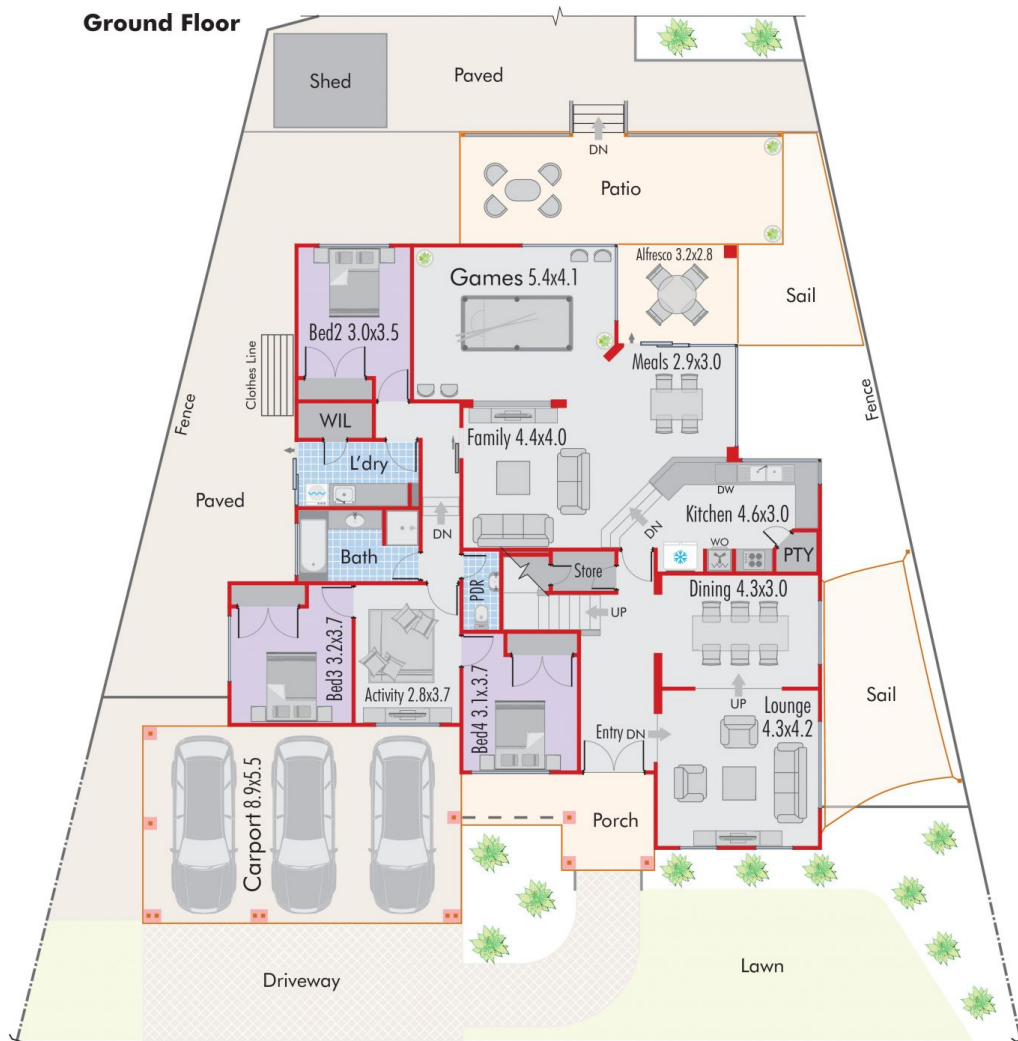 Ground Floor
Shed
Paved
DN
Patio
Alfresco 3.2x2.8
Games 5.4x4.1
Sail
Bed2 3.0x3.5
Meals 2.9x3.0
Clothes Line
Fence
Fence
WIL
Family 4.4x4.0
L'dry
DW
Paved
DN
DN
Kitchen 4.6x3.0
WO
PTY
Bath
PDR
Store
Dining 4.3x3.0
UP
Bed3 3.2x3.7
Activity 2.8x3.7
Bed4 3.1x.3.7
Sail
UP
Lounge
4.3x4.2
Entry DN
Carport 8.9x5.5
Porch
Driveway
Lawn